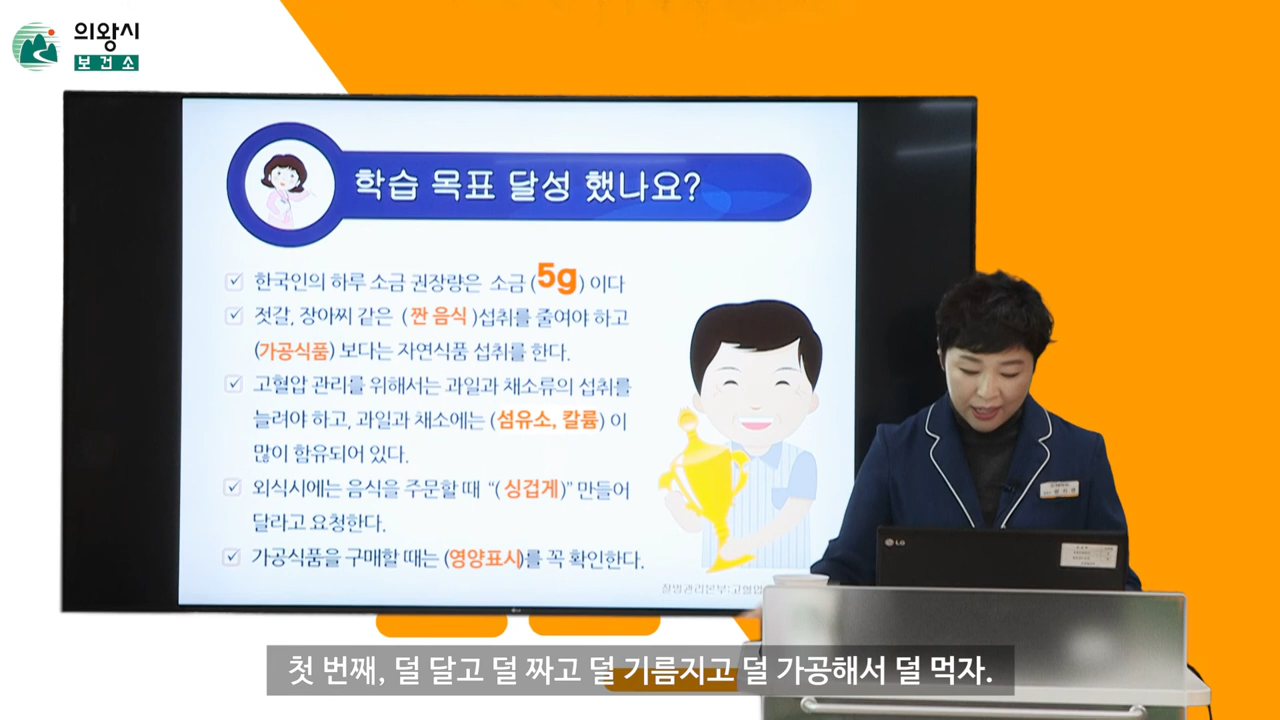 의왕시
보건소
학습 목표 달성 했나요?
한국인의 하루 소금 권장량은 소금 (5g) 이다
젓갈, 장아찌 같은 (짠 음식)섭취를 줄여야 하고
(가공식품) 보다는 자연식품 섭취를 한다.
고혈압 관리를 위해서는 과일과 채소류의 섭취를
늘려야 하고, 과일과 채소에는 (섬유소, 칼륨) 이
많이 함유되어 있다.
외식시에는 음식을 주문할 때 “(싱겁게)” 만들어
달라고 요청한다.
가공식품을 구매할 때는 (영양표시)를 꼭 확인한다.
질병관리본부:고혈압
LG
첫 번째, 덜 달고 덜 짜고 덜 기름지고 덜 가공해서 덜 먹자.